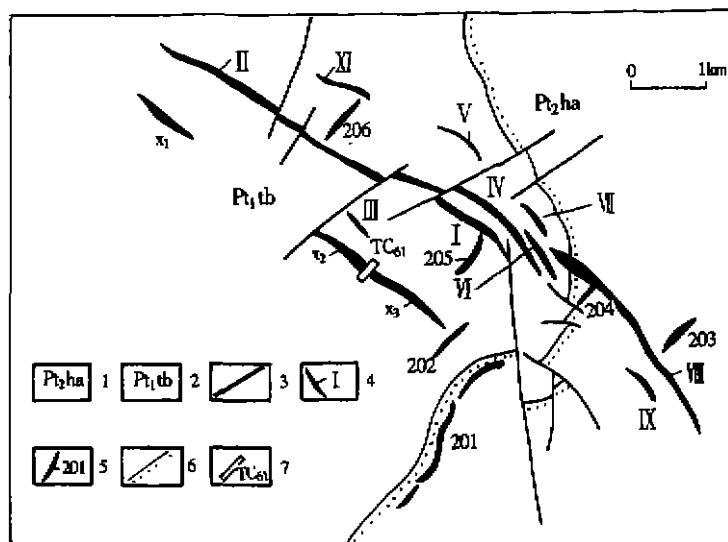 II
XI
0 1km
x₁
206
V
Pt₂ha
Pt₁tb
IV
III
VII
TC₆₁
I
x₂
205
VI
x₃
204
203
202
VIII
IX
201
Pt₂ha 1
Pt₁tb 2
3
I 4
201 5
6
TC₆₁ 7